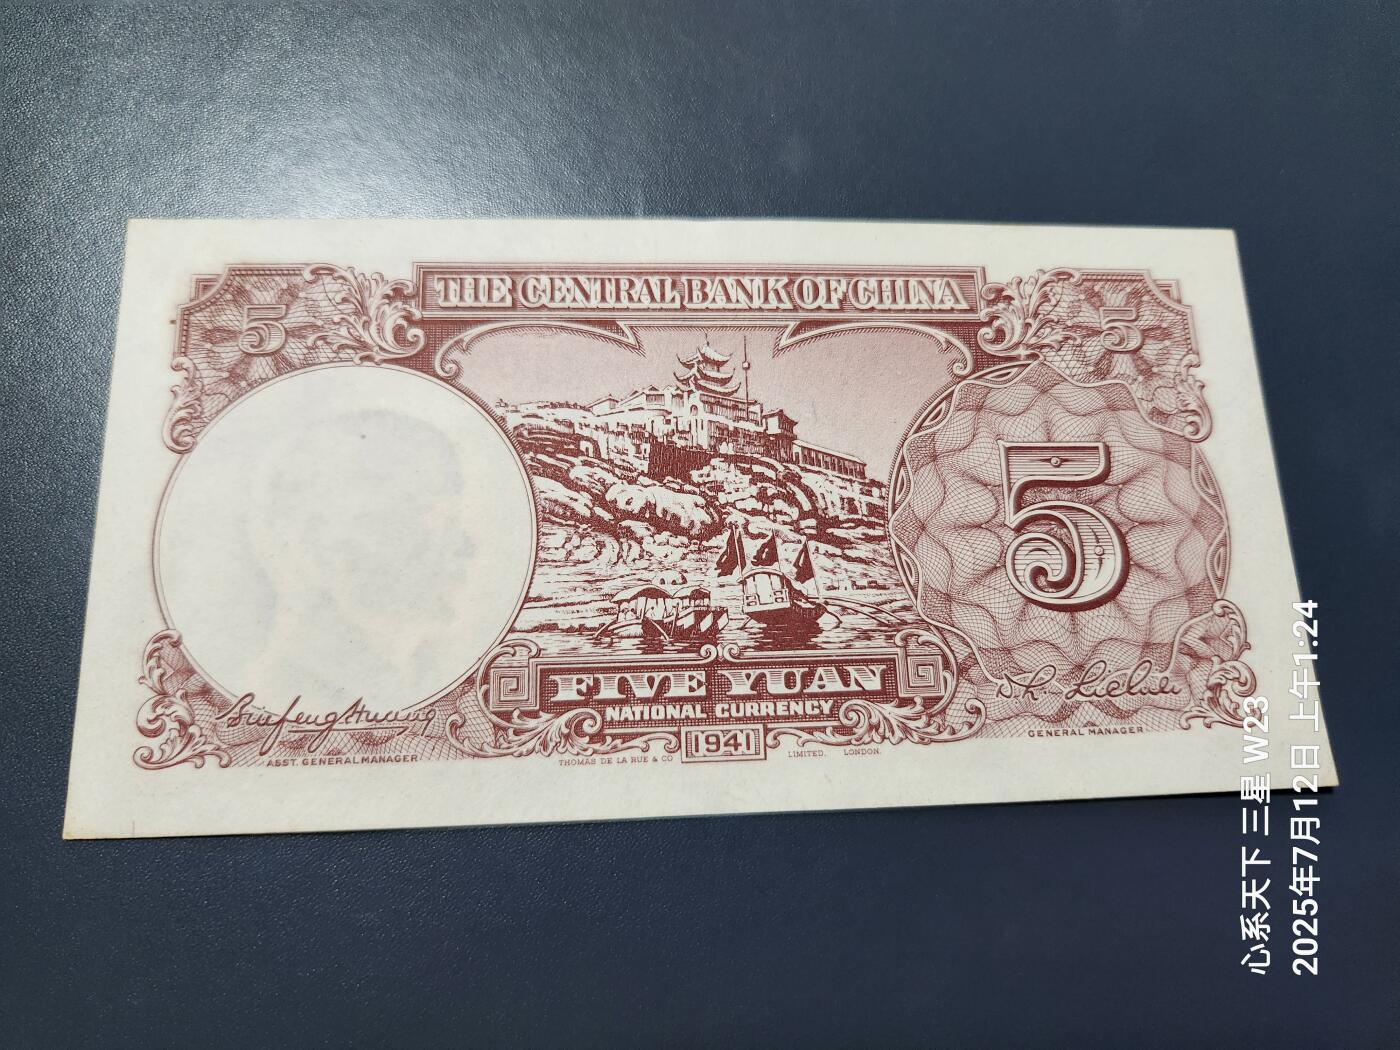 THE CENTRAL BANK OF CHINA
5
5
5
FIVE YUAN
NATIONAL CURRENCY
1941
ASST. GENERAL MANAGER
THOMAS DE LA RUE & CO
LIMITED. LONDON.
GENERAL MANAGER
心系天下 三星 W23
2025年7月12日 上午1:24